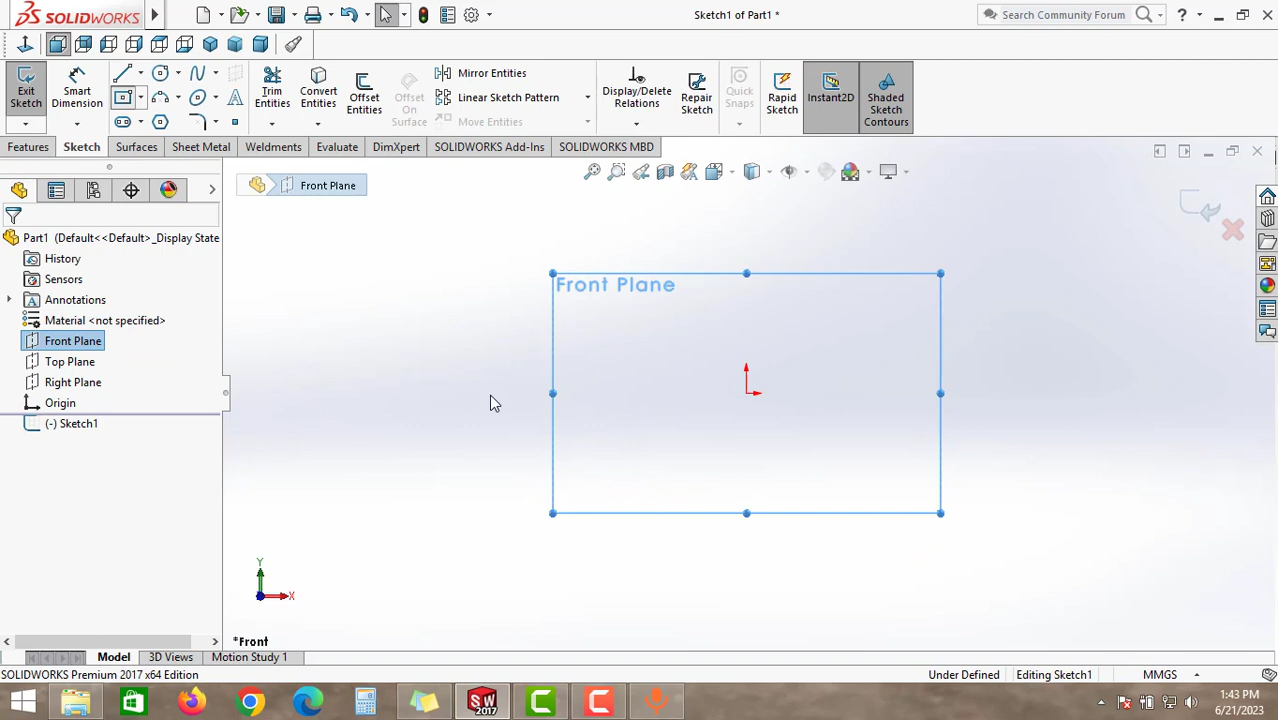 SOLIDWORKS
Sketch1 of Part1 *
Search Community Forum
?
Exit Sketch
Smart Dimension
Trim Entities
Convert Entities
Offset Entities
Offset On Surface
Mirror Entities
Linear Sketch Pattern
Move Entities
Display/Delete Relations
Repair Sketch
Quick Snaps
Rapid Sketch
Instant2D
Shaded Sketch Contours
Features
Sketch
Surfaces
Sheet Metal
Weldments
Evaluate
DimXpert
SOLIDWORKS Add-Ins
SOLIDWORKS MBD
Front Plane
Part1 (Default<<Default>_Display State
History
Sensors
Annotations
Material <not specified>
Front Plane
Top Plane
Right Plane
Origin
(-) Sketch1
Front Plane
Y
X
*Front
Model
3D Views
Motion Study 1
SOLIDWORKS Premium 2017 x64 Edition
Under Defined
Editing Sketch1
MMGS
SW
2017
1:43 PM
6/21/2023